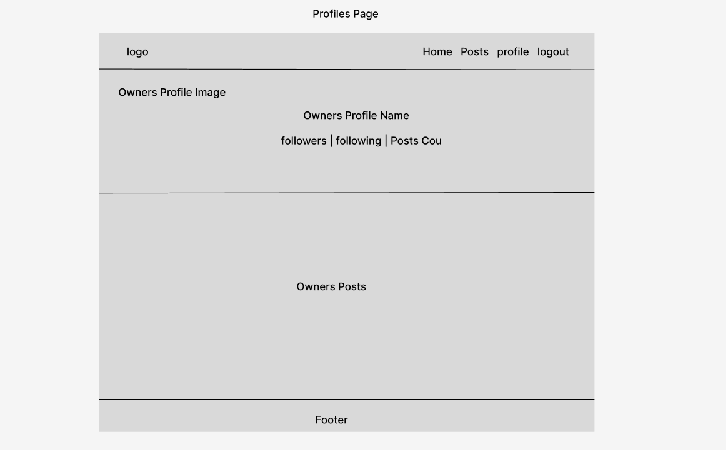 Profiles Page
logo Home Posts profile logout
Owners Profile Image
Owners Profile Name
followers | following | Posts Cou
Owners Posts
Footer